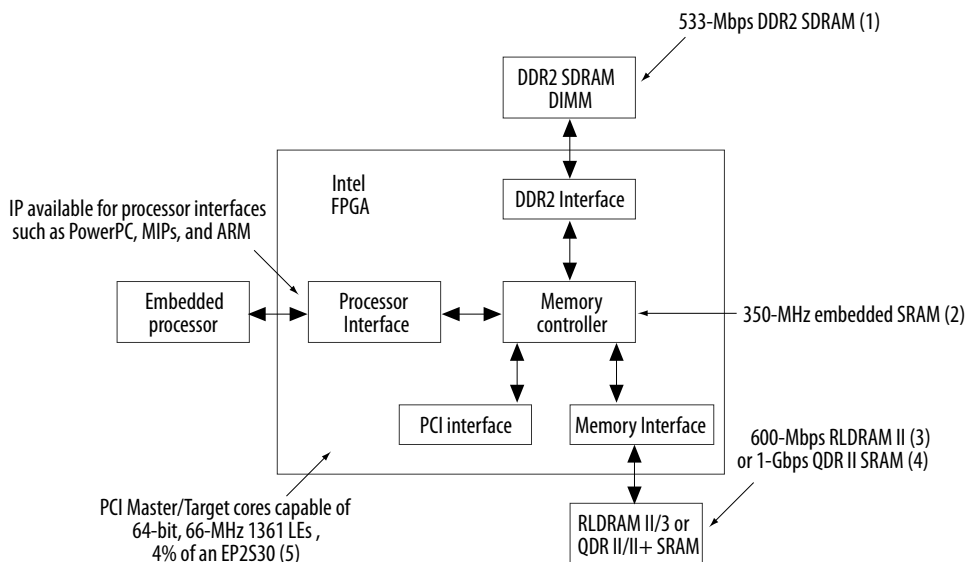 533-Mbps DDR2 SDRAM (1)
DDR2 SDRAM
DIMM
Intel
FPGA
DDR2 Interface
IP available for processor interfaces
such as PowerPC, MIPs, and ARM
Embedded
processor
Processor
Interface
Memory
controller
350-MHz embedded SRAM (2)
PCI interface
Memory Interface
600-Mbps RLDRAM II (3)
or 1-Gbps QDR II SRAM (4)
PCI Master/Target cores capable of
64-bit, 66-MHz 1361 LEs ,
4% of an EP2S30 (5)
RLDRAM II/3 or
QDR II/II+ SRAM